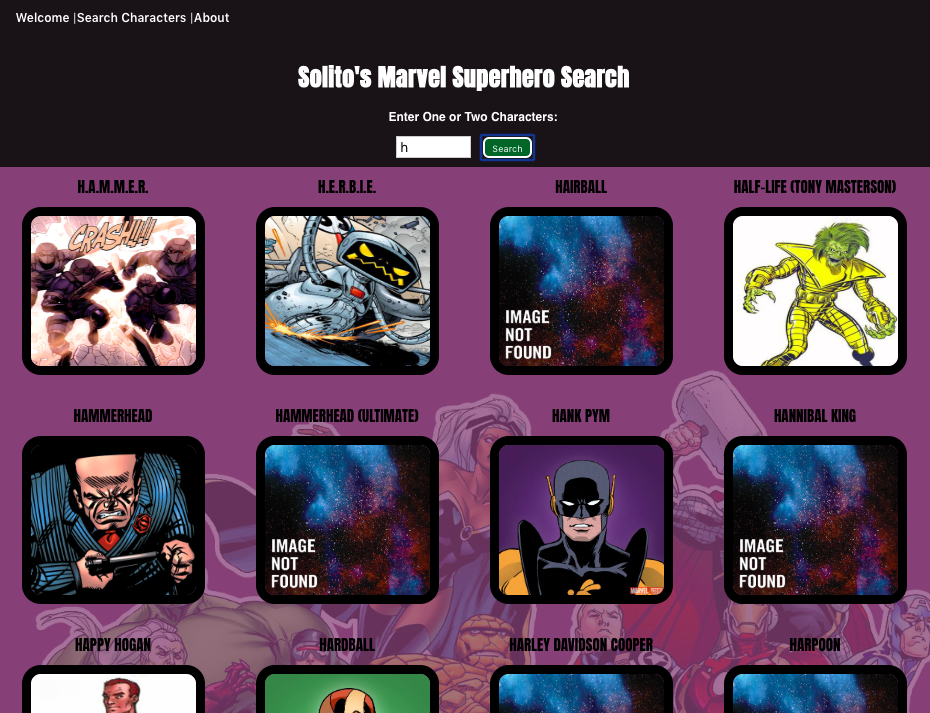 Welcome |Search Characters |About
Solito's Marvel Superhero Search
Enter One or Two Characters:
h
Search
H.A.M.M.E.R.
H.E.R.B.I.E.
HAIRBALL
HALF-LIFE (TONY MASTERSON)
CRASH!!!!
IMAGE
NOT
FOUND
HAMMERHEAD
HAMMERHEAD (ULTIMATE)
HANK PYM
HANNIBAL KING
IMAGE
NOT
FOUND
IMAGE
NOT
FOUND
HAPPY HOGAN
HARDBALL
HARLEY DAVIDSON COOPER
HARPOON